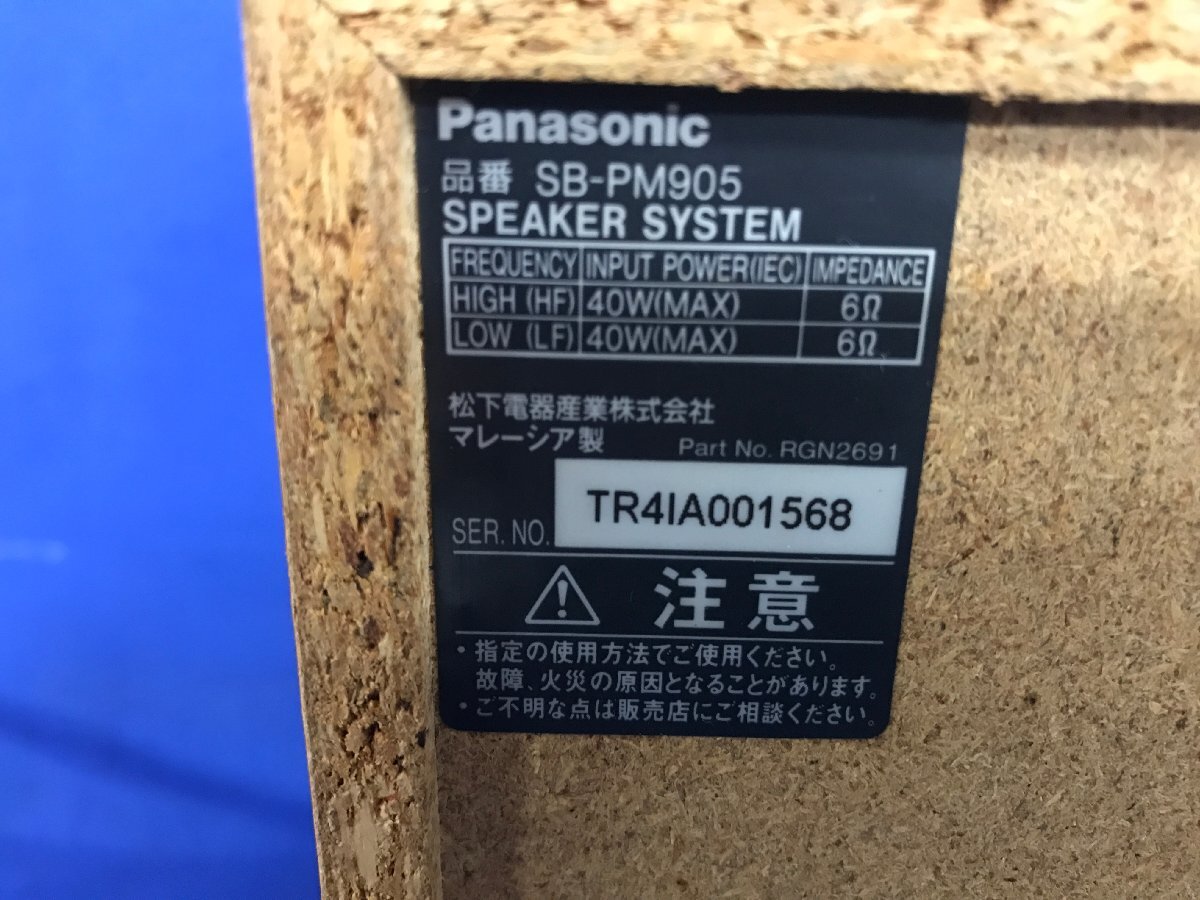 Panasonic
品番 SB-PM905
SPEAKER SYSTEM
FREQUENCY INPUT POWER(IEC) IMPEDANCE
HIGH (HF) 40W(MAX) 6Ω
LOW (LF) 40W(MAX) 6Ω
松下電器産業株式会社
マレーシア製 Part No. RGN2691
SER. NO. TR4IA001568
注意
・指定の使用方法でご使用ください。
故障、火災の原因となることがあります。
・ご不明な点は販売店にご相談ください。